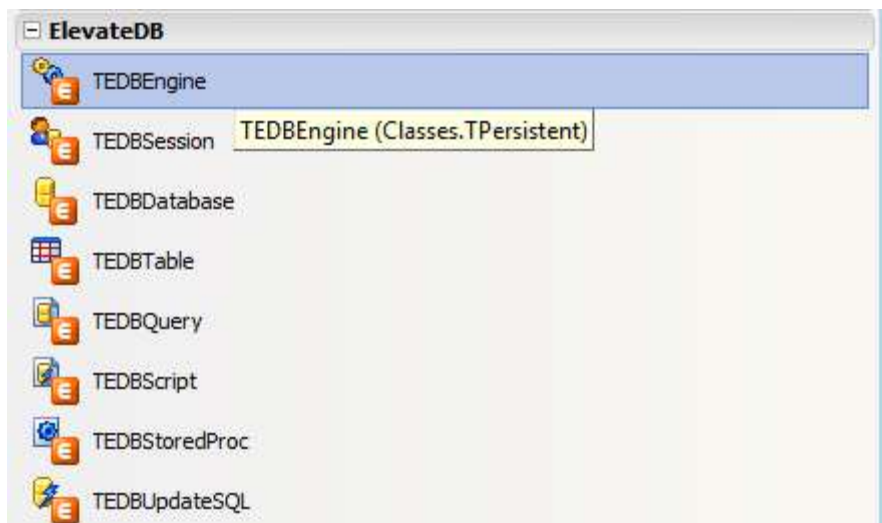 ElevateDB
TEDBEngine
TEDBSession
TEDBEngine (Classes.TPersistent)
TEDBDatabase
TEDBTable
TEDBQuery
TEDBScript
TEDBStoredProc
TEDBUpdateSQL